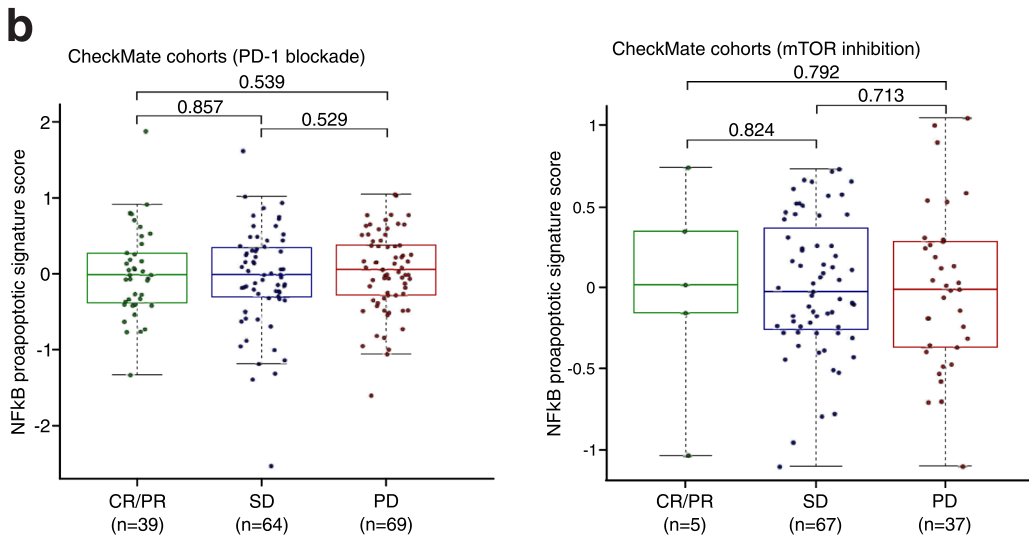 b
CheckMate cohorts (PD-1 blockade)
0.539
0.857
0.529
NFkB proapoptotic signature score
2
1
0
-1
-2
CR/PR
(n=39)
SD
(n=64)
PD
(n=69)
CheckMate cohorts (mTOR inhibition)
0.792
0.713
0.824
NFkB proapoptotic signature score
1
0.5
0
-0.5
-1
CR/PR
(n=5)
SD
(n=67)
PD
(n=37)